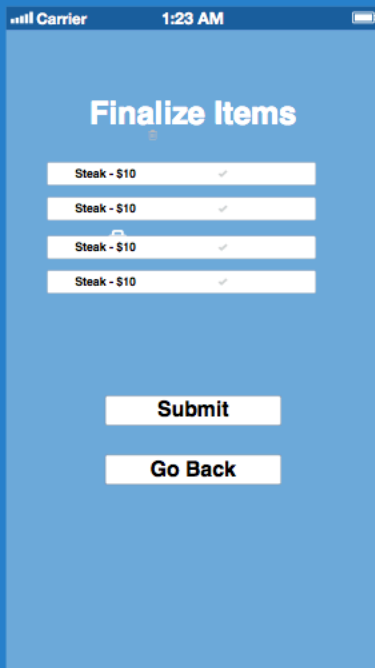 Carrier 1:23 AM
Finalize Items
Steak - $10
Steak - $10
Steak - $10
Steak - $10
Submit
Go Back